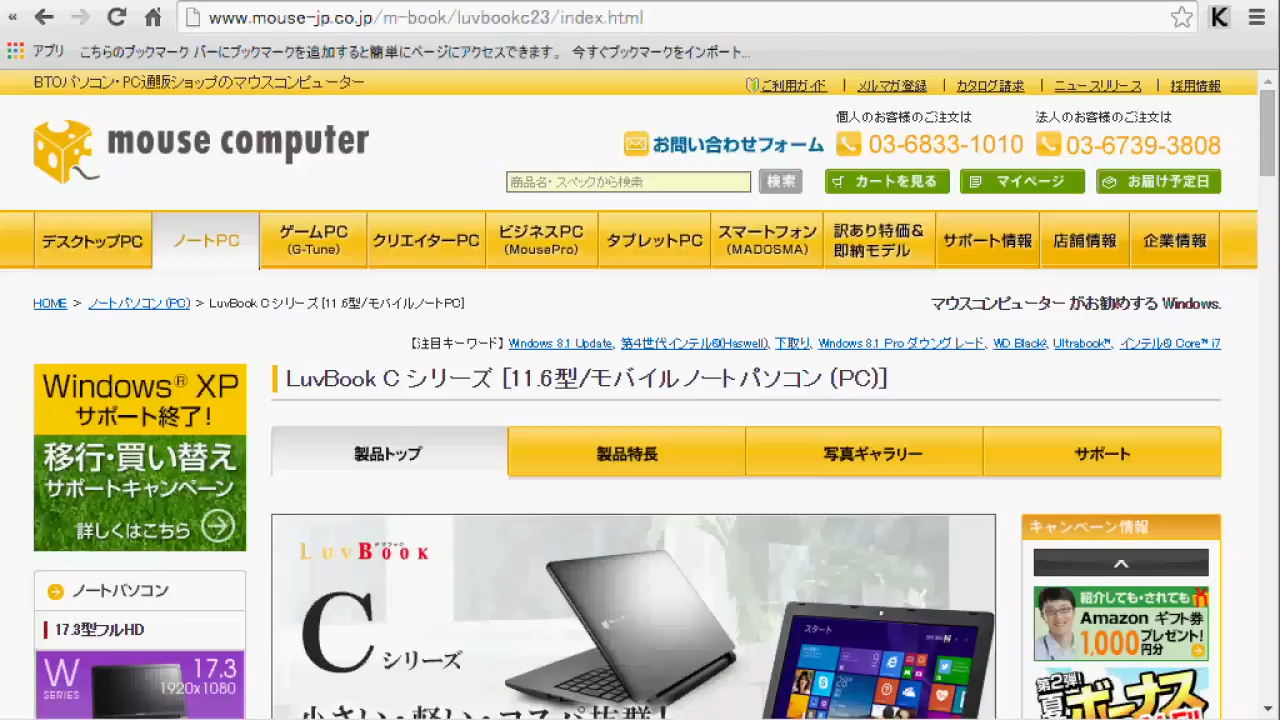 www.mouse-jp.co.jp/m-book/luvbookc23/index.html
アプリ こちらのブックマーク バーにブックマークを追加すると簡単にページにアクセスできます。 今すぐブックマークをインポート...
BTOパソコン・PC通販ショップのマウスコンピューター
ご利用ガイド | メルマガ登録 | カタログ請求 | ニュースリリース | 採用情報
mouse computer
個人のお客様のご注文は
法人のお客様のご注文は
お問い合わせフォーム
03-6833-1010
03-6739-3808
商品名・スペックから検索
検索
カートを見る
マイページ
お届け予定日
デスクトップPC
ノートPC
ゲームPC
(G-Tune)
クリエイターPC
ビジネスPC
(MousePro)
タブレットPC
スマートフォン
(MADOSMA)
訳あり特価&
即納モデル
サポート情報
店舗情報
企業情報
HOME > ノートパソコン(PC) > LuvBook C シリーズ [11.6型/モバイルノートPC]
マウスコンピューター がお勧めする Windows.
【注目キーワード】 Windows 8.1 Update、 第4世代インテル®(Haswell)、 下取り、 Windows 8.1 Pro ダウングレード、 WD Black²、 Ultrabook™、 インテル® Core™ i7
Windows® XP
サポート終了!
移行・買い替え
サポートキャンペーン
詳しくはこちら
LuvBook C シリーズ [11.6型/モバイルノートパソコン (PC)]
製品トップ
製品特長
写真ギャラリー
サポート
LUVBOOK
C シリーズ
小さい・軽い・コスパ抜群!
スタート
キャンペーン情報
紹介しても・されても
Amazon ギフト券
1,000円分プレゼント!
第2弾!
夏ボーナス
ノートパソコン
17.3型フルHD
W
SERIES
17.3
1920x1080